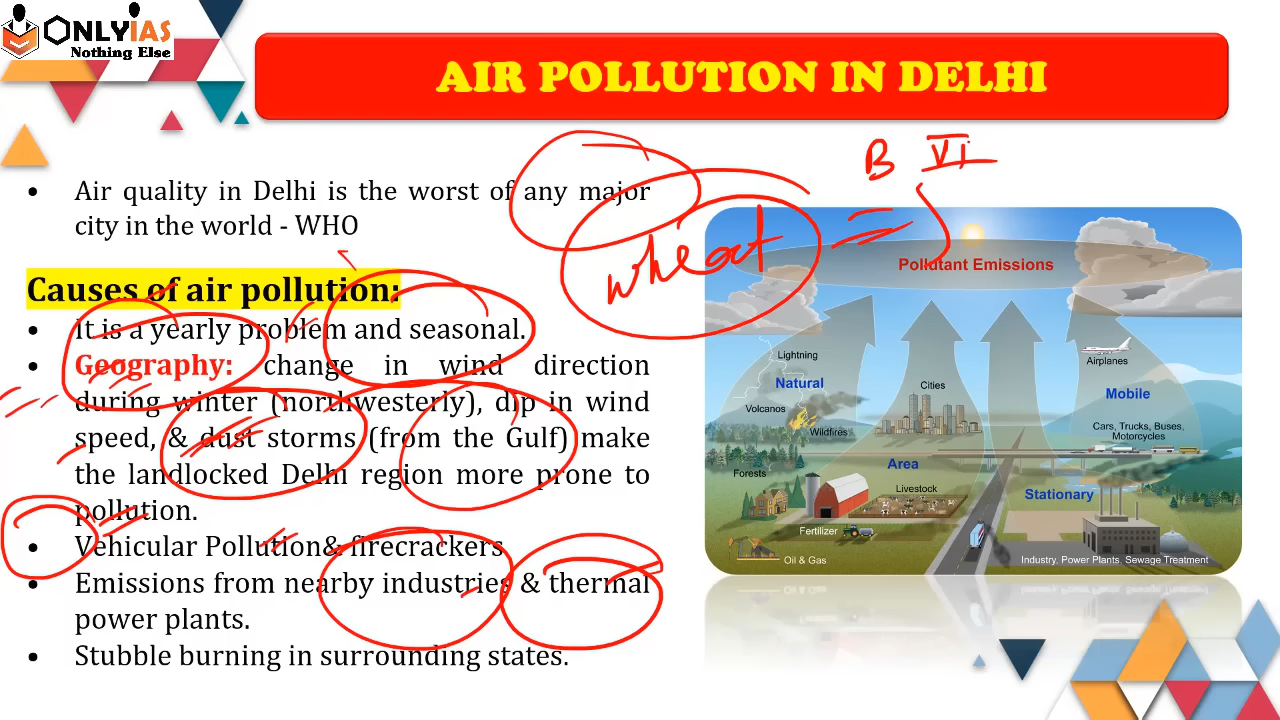 ONLYIAS
Nothing Else
AIR POLLUTION IN DELHI
• Air quality in Delhi is the worst of any major
city in the world - WHO
Causes of air pollution:
• It is a yearly problem and seasonal.
• Geography: change in wind direction
during winter (northwesterly), dip in wind
speed, & dust storms (from the Gulf) make
the landlocked Delhi region more prone to
pollution.
• Vehicular Pollution& firecrackers
• Emissions from nearby industries & thermal
power plants.
• Stubble burning in surrounding states.
B VI
wheat =
Pollutant Emissions
Lightning
Natural
Volcanos
Wildfires
Forests
Cities
Area
Livestock
Fertilizer
Oil & Gas
Airplanes
Mobile
Cars, Trucks, Buses,
Motorcycles
Stationary
Industry, Power Plants, Sewage Treatment